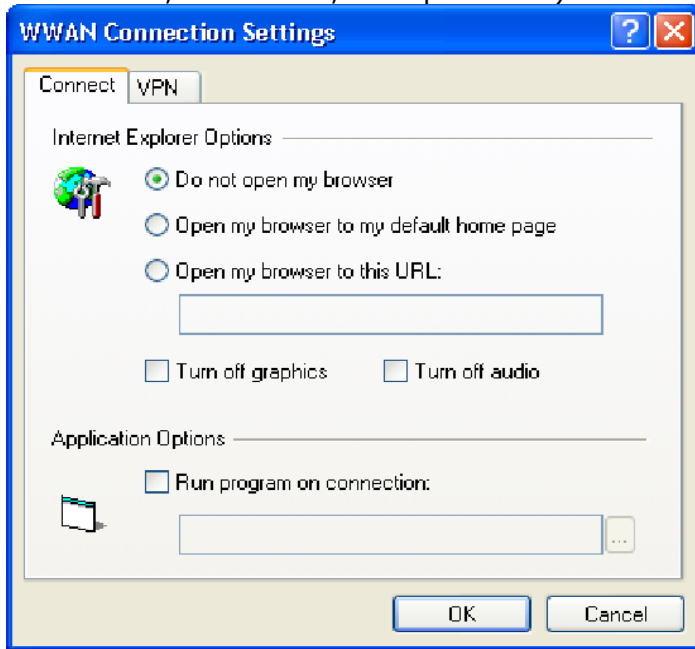 WWAN Connection Settings
Connect VPN
Internet Explorer Options
Do not open my browser
Open my browser to my default home page
Open my browser to this URL:
Turn off graphics Turn off audio
Application Options
Run program on connection:
...
OK Cancel